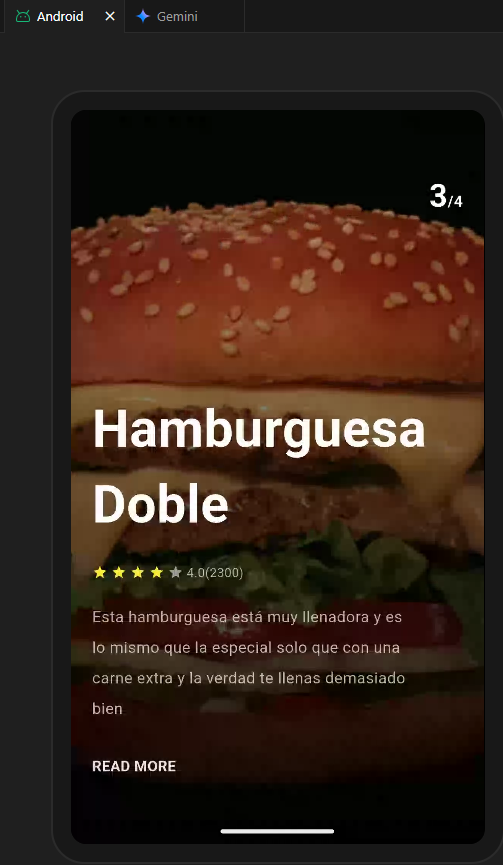 Android
Gemini
3/4
Hamburguesa
Doble
4.0(2300)
Esta hamburguesa está muy llenadora y es
lo mismo que la especial solo que con una
carne extra y la verdad te llenas demasiado
bien
READ MORE